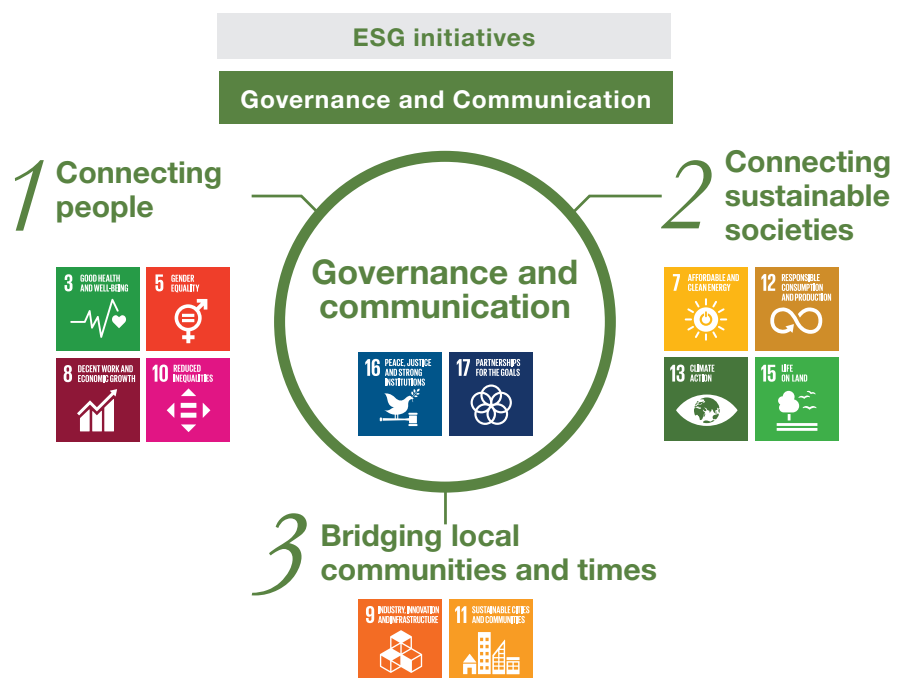 ESG initiatives
Governance and Communication
1
Connecting
people
3 GOOD HEALTH
AND WELL-BEING
5 GENDER
EQUALITY
8 DECENT WORK AND
ECONOMIC GROWTH
10 REDUCED
INEQUALITIES
Governance and
communication
16 PEACE, JUSTICE
AND STRONG
INSTITUTIONS
17 PARTNERSHIPS
FOR THE GOALS
2
Connecting
sustainable
societies
7 AFFORDABLE AND
CLEAN ENERGY
12 RESPONSIBLE
CONSUMPTION
AND PRODUCTION
13 CLIMATE
ACTION
15 LIFE
ON LAND
3
Bridging local
communities and times
9 INDUSTRY, INNOVATION
AND INFRASTRUCTURE
11 SUSTAINABLE CITIES
AND COMMUNITIES